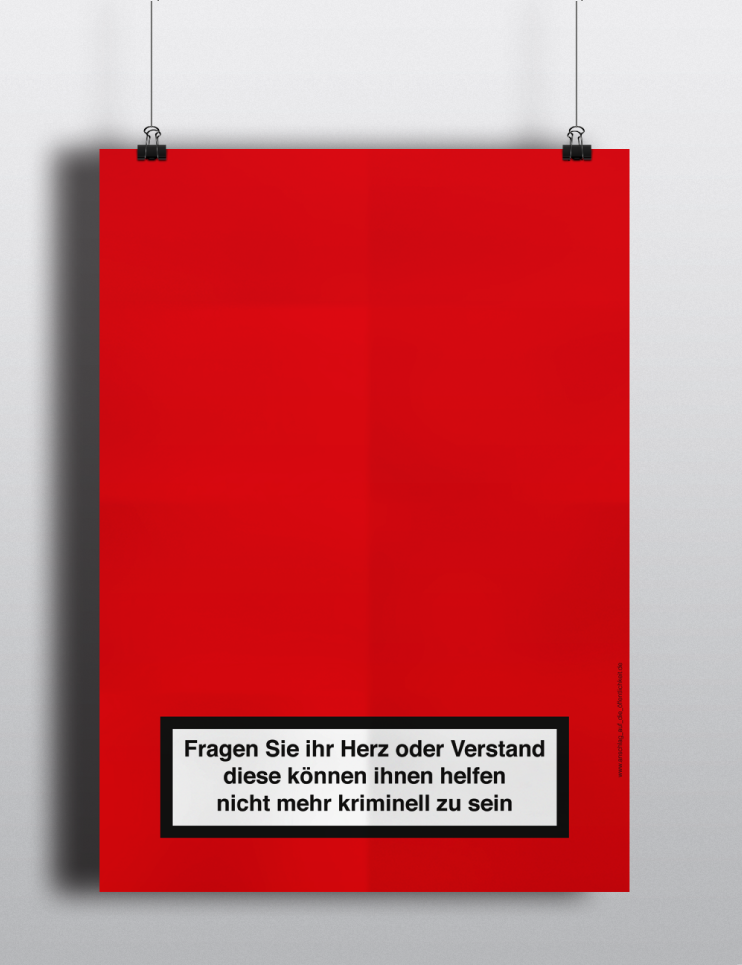 Fragen Sie ihr Herz oder Verstand
diese können ihnen helfen
nicht mehr kriminell zu sein